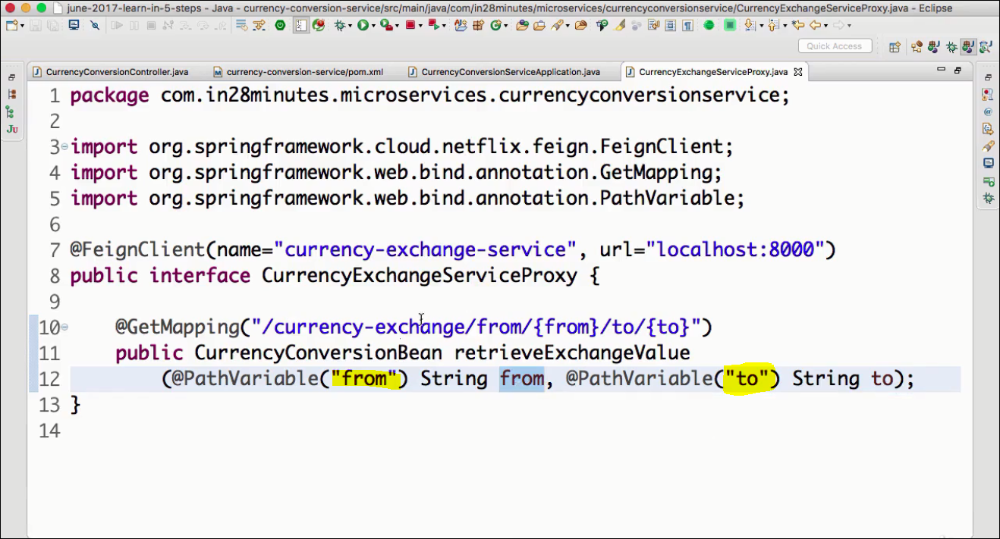 june-2017-learn-in-5-steps - Java - currency-conversion-service/src/main/java/com/in28minutes/microservices/currencyconversionservice/CurrencyExchangeServiceProxy.java - Eclipse
Quick Access
CurrencyConversionController.java currency-conversion-service/pom.xml CurrencyConversionServiceApplication.java CurrencyExchangeServiceProxy.java
1 package com.in28minutes.microservices.currencyconversionservice;
2
3 import org.springframework.cloud.netflix.feign.FeignClient;
4 import org.springframework.web.bind.annotation.GetMapping;
5 import org.springframework.web.bind.annotation.PathVariable;
6
7 @FeignClient(name="currency-exchange-service", url="localhost:8000")
8 public interface CurrencyExchangeServiceProxy {
9
10 @GetMapping("/currency-exchange/from/{from}/to/{to}")
11 public CurrencyConversionBean retrieveExchangeValue
12 (@PathVariable("from") String from, @PathVariable("to") String to);
13 }
14